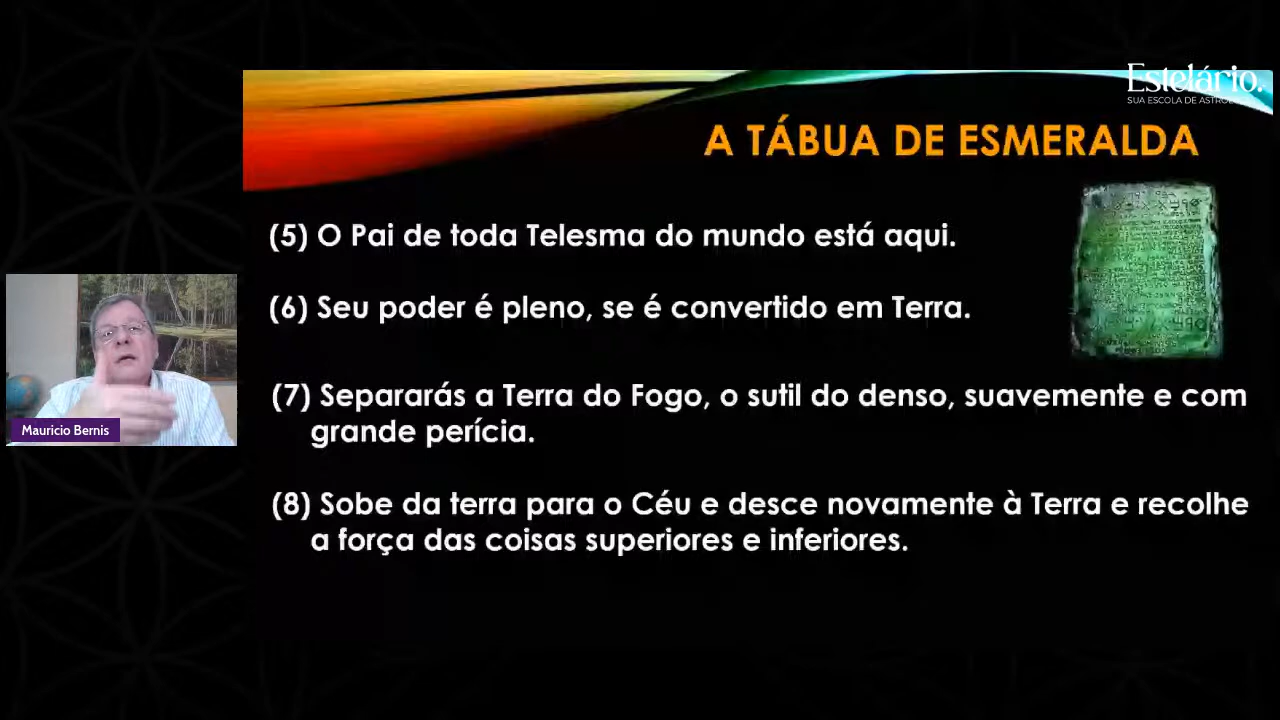 Estelário.
SUA ESCOLA DE
A TÁBUA DE ESMERALDA
(5) O Pai de toda Telesma do mundo está aqui.
(6) Seu poder é pleno, se é convertido em Terra.
(7) Separarás a Terra do Fogo, o sutil do denso, suavemente e com
grande perícia.
(8) Sobe da terra para o Céu e desce novamente à Terra e recolhe
a força das coisas superiores e inferiores.
Mauricio Bernis